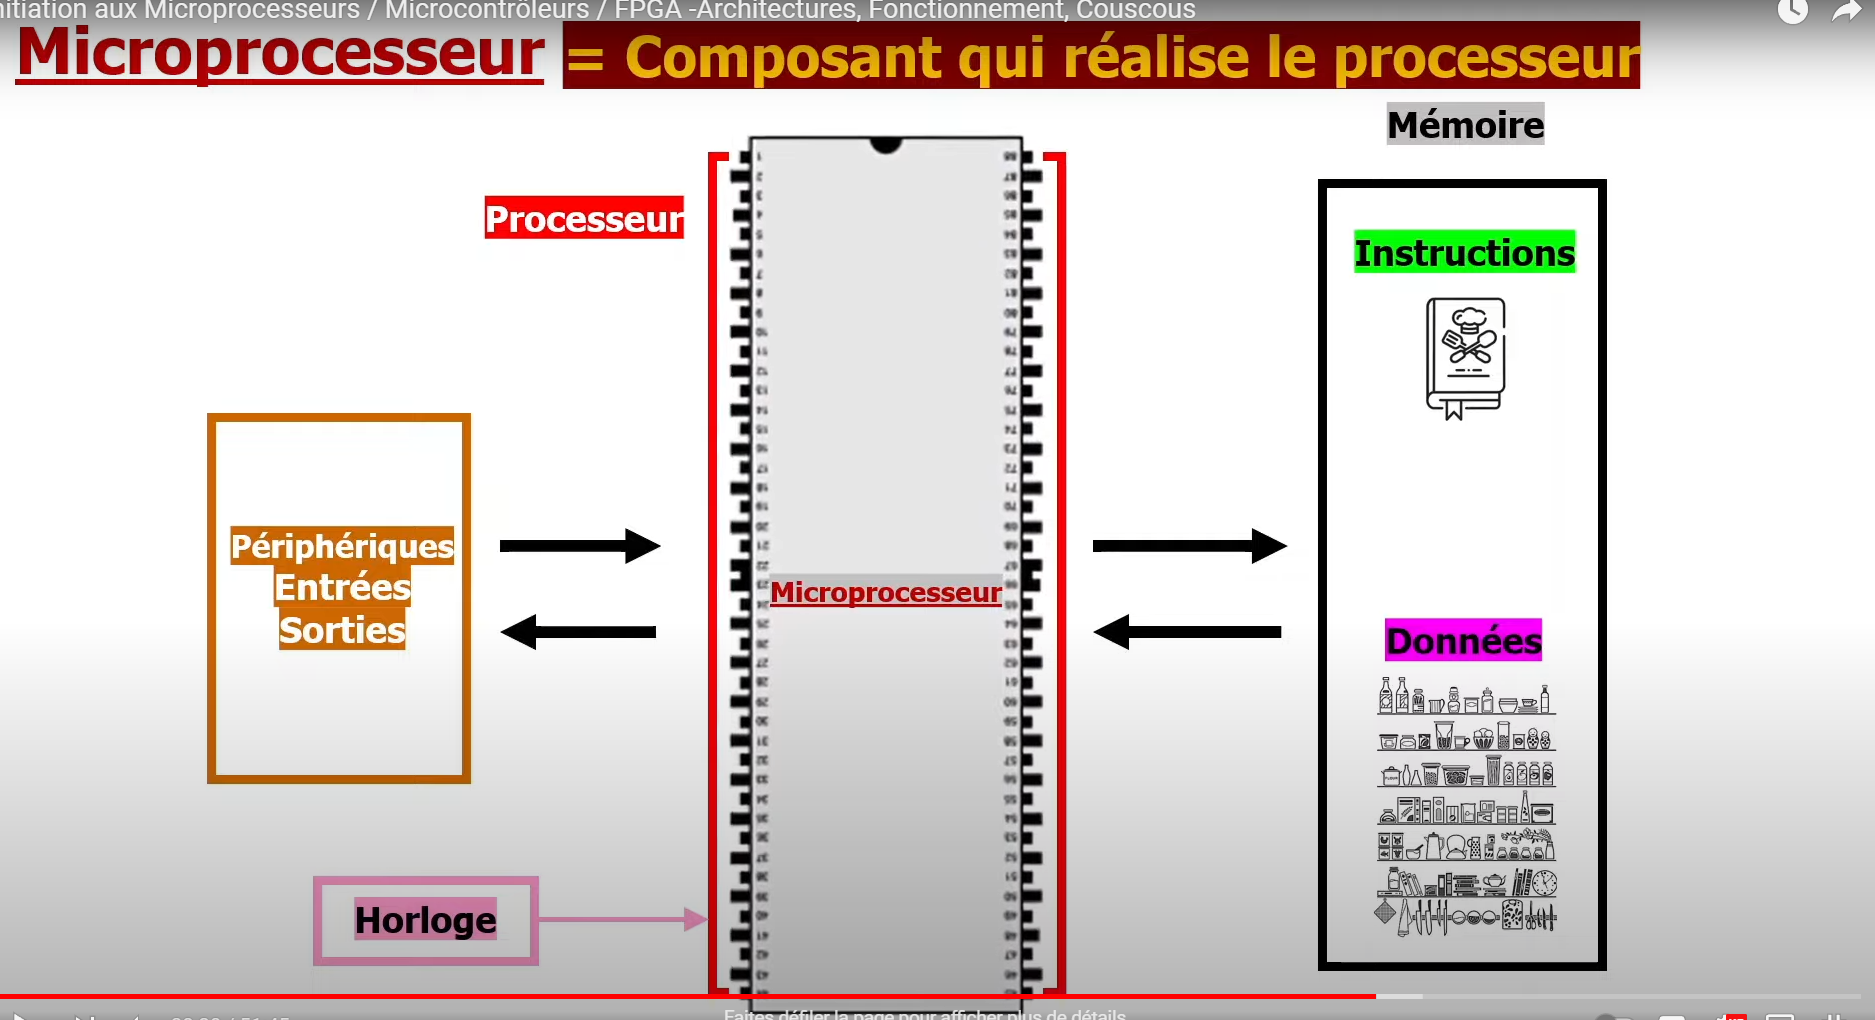 nitiation aux Microprocesseurs / Microcontrôleurs / FPGA -Architectures, Fonctionnement, Couscous
Microprocesseur = Composant qui réalise le processeur
Mémoire
Processeur
Instructions
Périphériques
Entrées
Sorties
Microprocesseur
Données
Horloge
Faites défiler la page pour afficher plus de détails